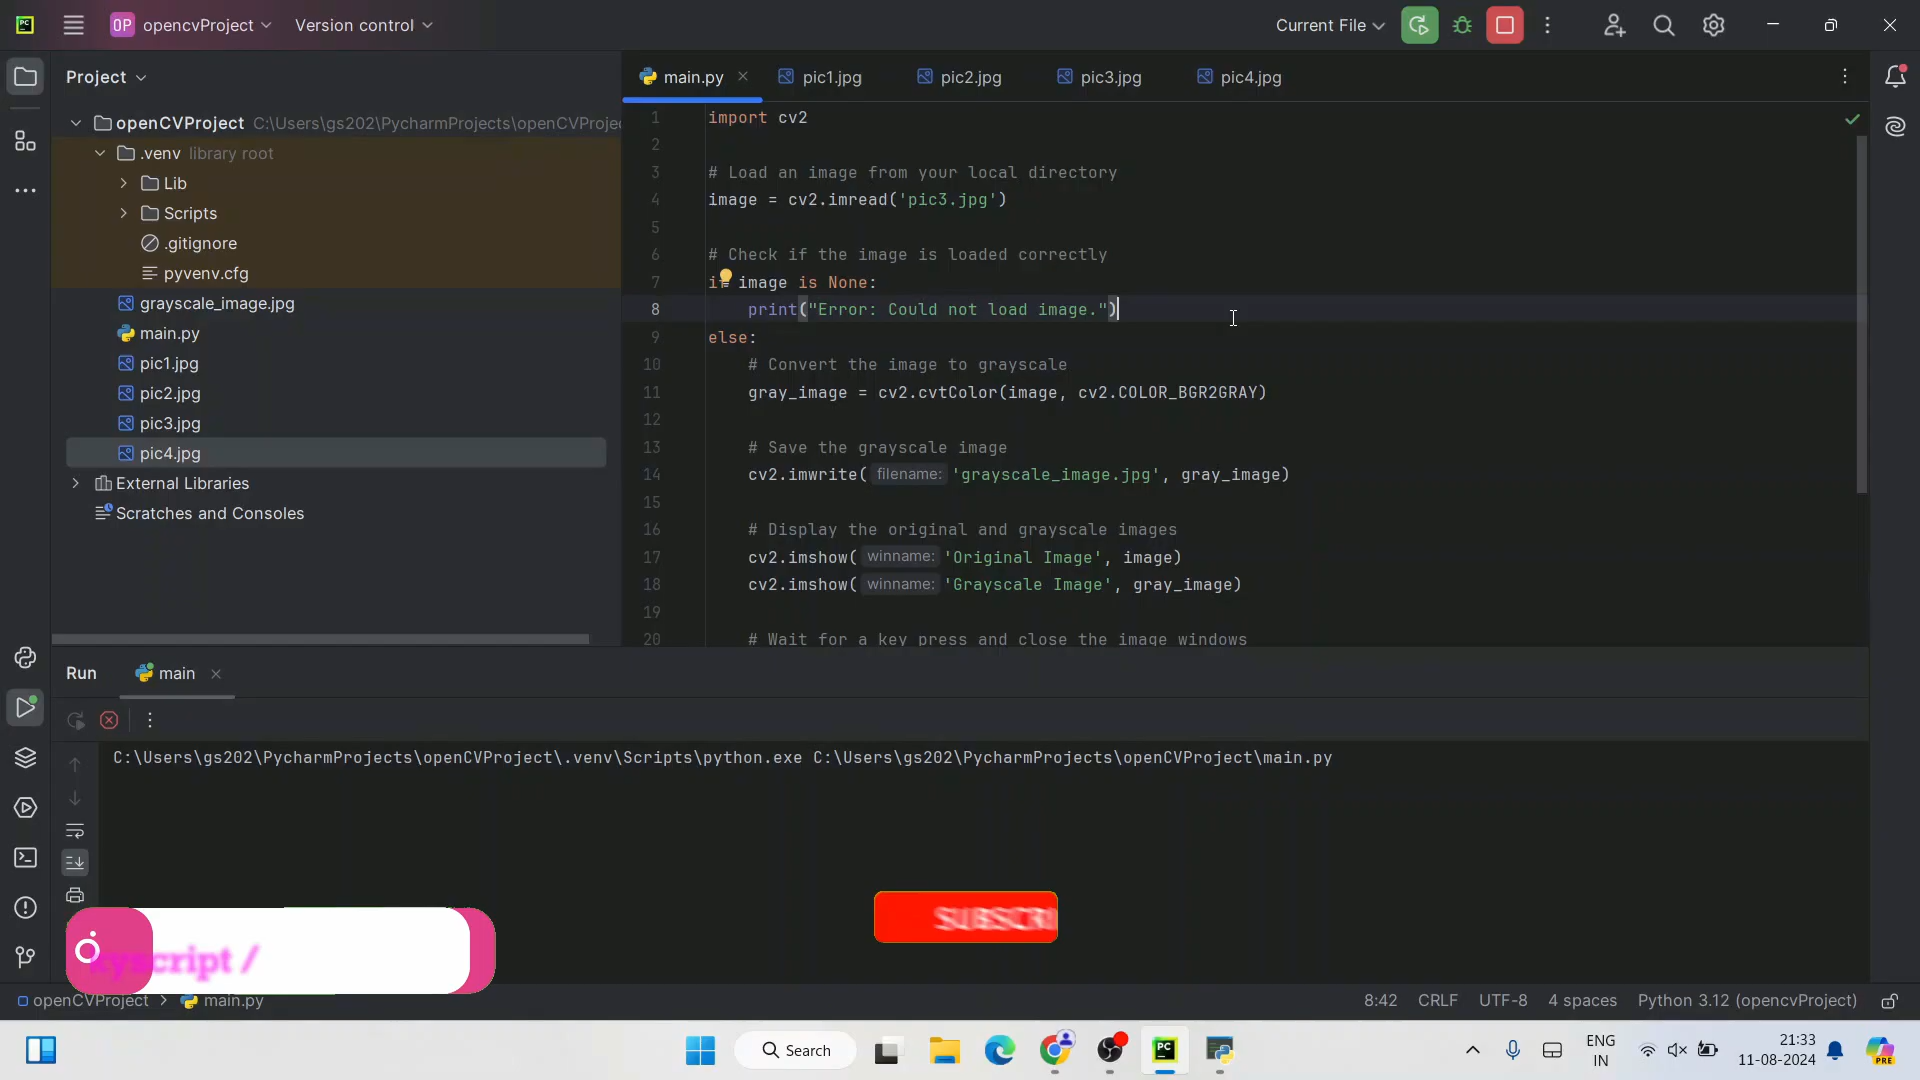 OP opencvProject Version control Current File
Project
main.py pic1.jpg pic2.jpg pic3.jpg pic4.jpg
openCVProject C:\Users\gs202\PycharmProjects\openCVProje
.venv library root
Lib
Scripts
.gitignore
pyvenv.cfg
grayscale_image.jpg
main.py
pic1.jpg
pic2.jpg
pic3.jpg
pic4.jpg
External Libraries
Scratches and Consoles
1 import cv2
2
3 # Load an image from your local directory
4 image = cv2.imread('pic3.jpg')
5
6 # Check if the image is loaded correctly
7 if image is None:
8 print("Error: Could not load image.")
9 else:
10 # Convert the image to grayscale
11 gray_image = cv2.cvtColor(image, cv2.COLOR_BGR2GRAY)
12
13 # Save the grayscale image
14 cv2.imwrite( filename: 'grayscale_image.jpg', gray_image)
15
16 # Display the original and grayscale images
17 cv2.imshow( winname: 'Original Image', image)
18 cv2.imshow( winname: 'Grayscale Image', gray_image)
19
20 # Wait for a key press and close the image windows
Run main
C:\Users\gs202\PycharmProjects\openCVProject\.venv\Scripts\python.exe C:\Users\gs202\PycharmProjects\openCVProject\main.py
openCVProject main.py 8:42 CRLF UTF-8 4 spaces Python 3.12 (opencvProject)
PC
Search
PC
ENG
IN
21:33
11-08-2024
PRE